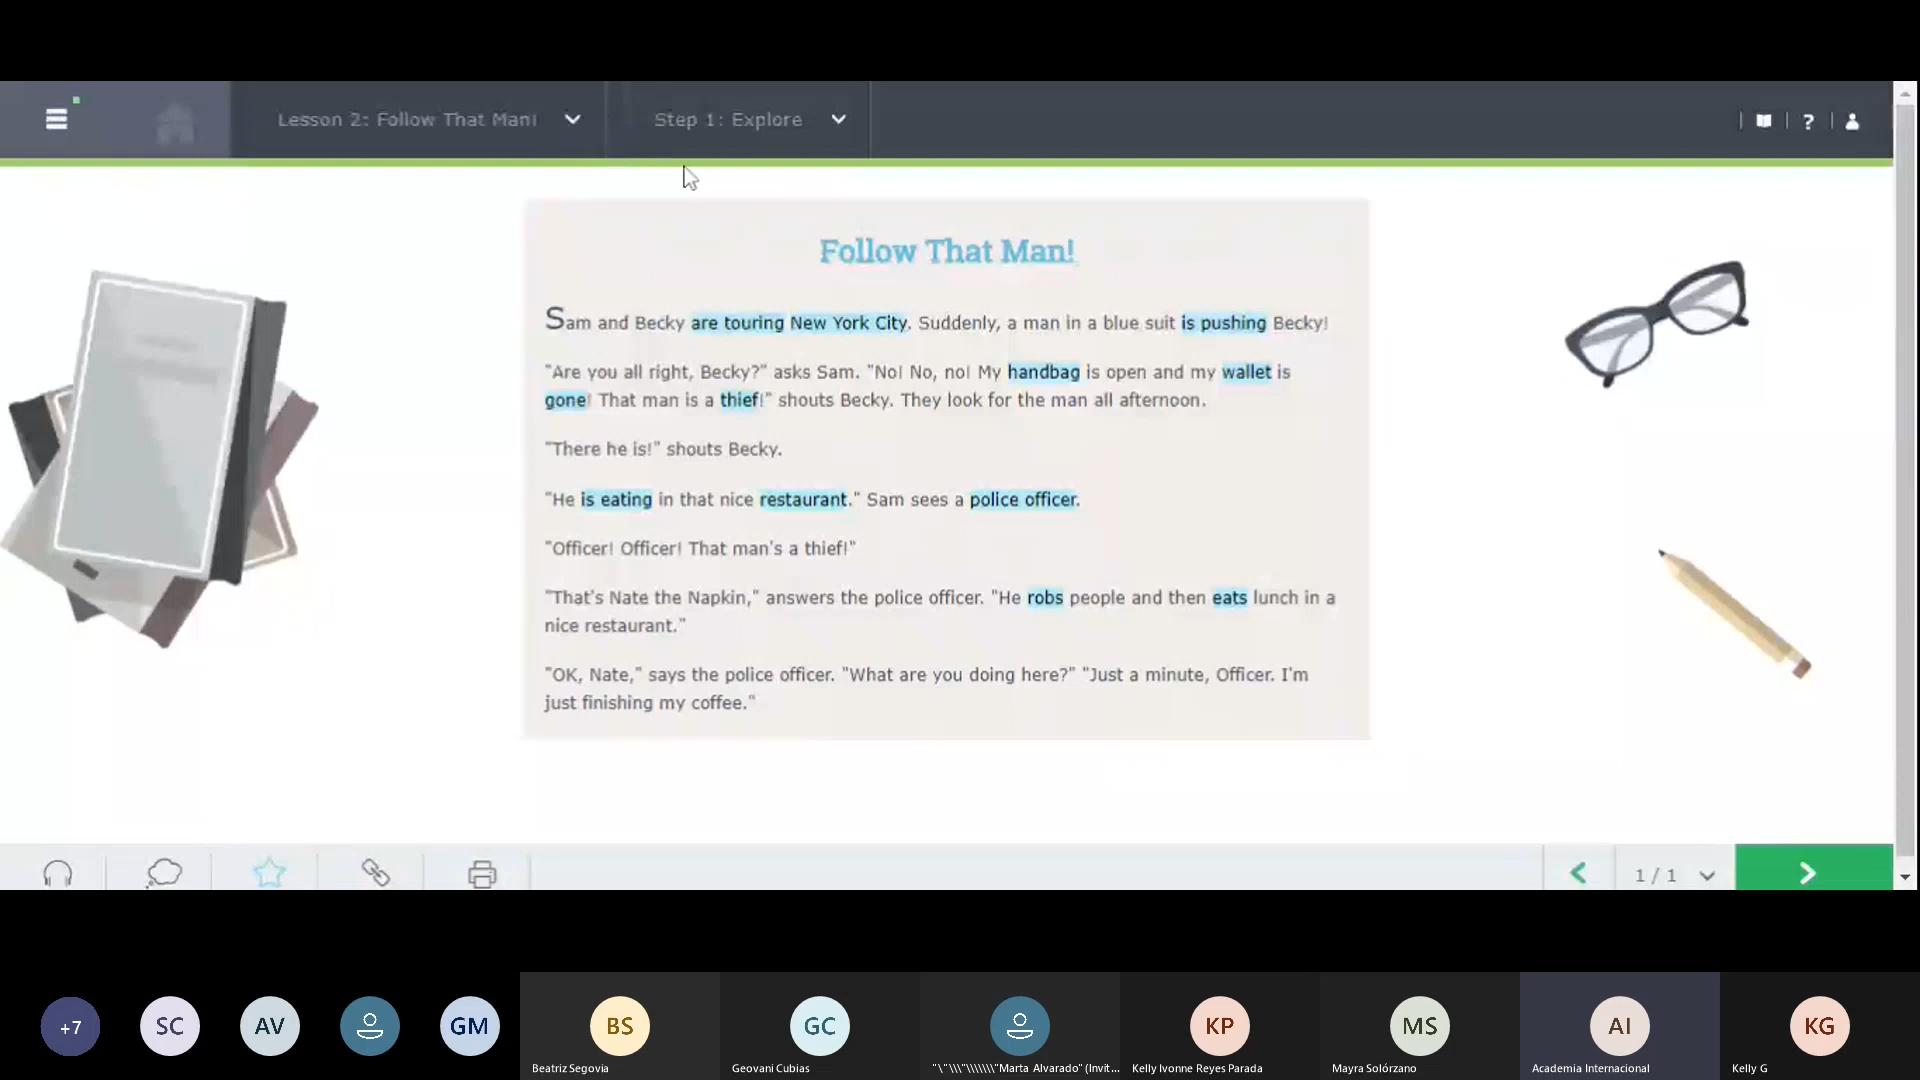 Lesson 2: Follow That Man!
Step 1: Explore
?
Follow That Man!
Sam and Becky are touring New York City. Suddenly, a man in a blue suit is pushing Becky!
"Are you all right, Becky?" asks Sam. "No! No, no! My handbag is open and my wallet is
gone! That man is a thief!" shouts Becky. They look for the man all afternoon.
"There he is!" shouts Becky.
"He is eating in that nice restaurant." Sam sees a police officer.
"Officer! Officer! That man's a thief!"
"That's Nate the Napkin," answers the police officer. "He robs people and then eats lunch in a
nice restaurant."
"OK, Nate," says the police officer. "What are you doing here?" "Just a minute, Officer. I'm
just finishing my coffee."
1 / 1
+7
SC
AV
GM
BS
GC
KP
MS
AI
KG
Beatriz Segovia
Geovani Cubias
"\"\\\"\\\\\\\"Marta Alvarado" (Invit...
Kelly Ivonne Reyes Parada
Mayra Solórzano
Academia Internacional
Kelly G